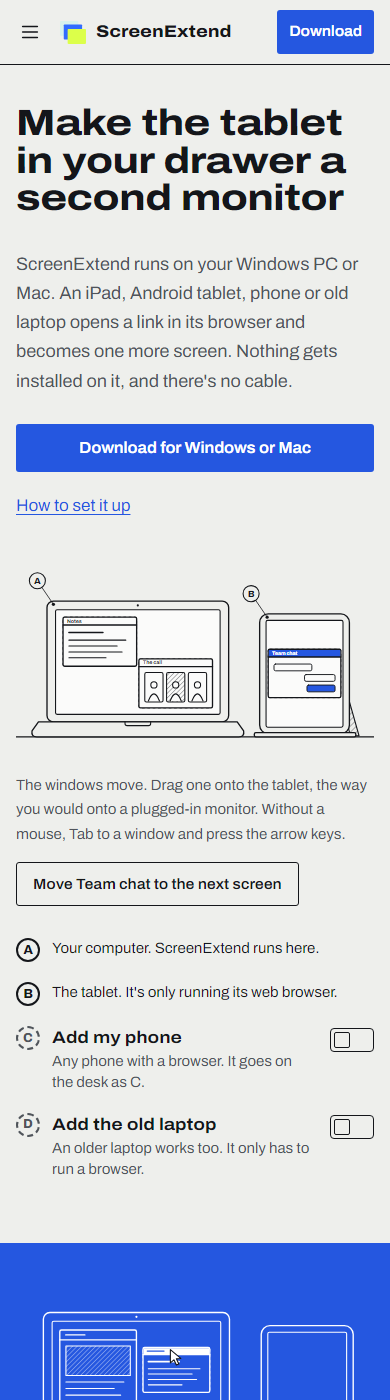 ScreenExtend
Download
Make the tablet
in your drawer a
second monitor
ScreenExtend runs on your Windows PC or
Mac. An iPad, Android tablet, phone or old
laptop opens a link in its browser and
becomes one more screen. Nothing gets
installed on it, and there's no cable.
Download for Windows or Mac
How to set it up
A
B
Notes
Team chat
The call
The windows move. Drag one onto the tablet, the way
you would onto a plugged-in monitor. Without a
mouse, Tab to a window and press the arrow keys.
Move Team chat to the next screen
A Your computer. ScreenExtend runs here.
B The tablet. It's only running its web browser.
C Add my phone
Any phone with a browser. It goes on
the desk as C.
D Add the old laptop
An older laptop works too. It only has to
run a browser.